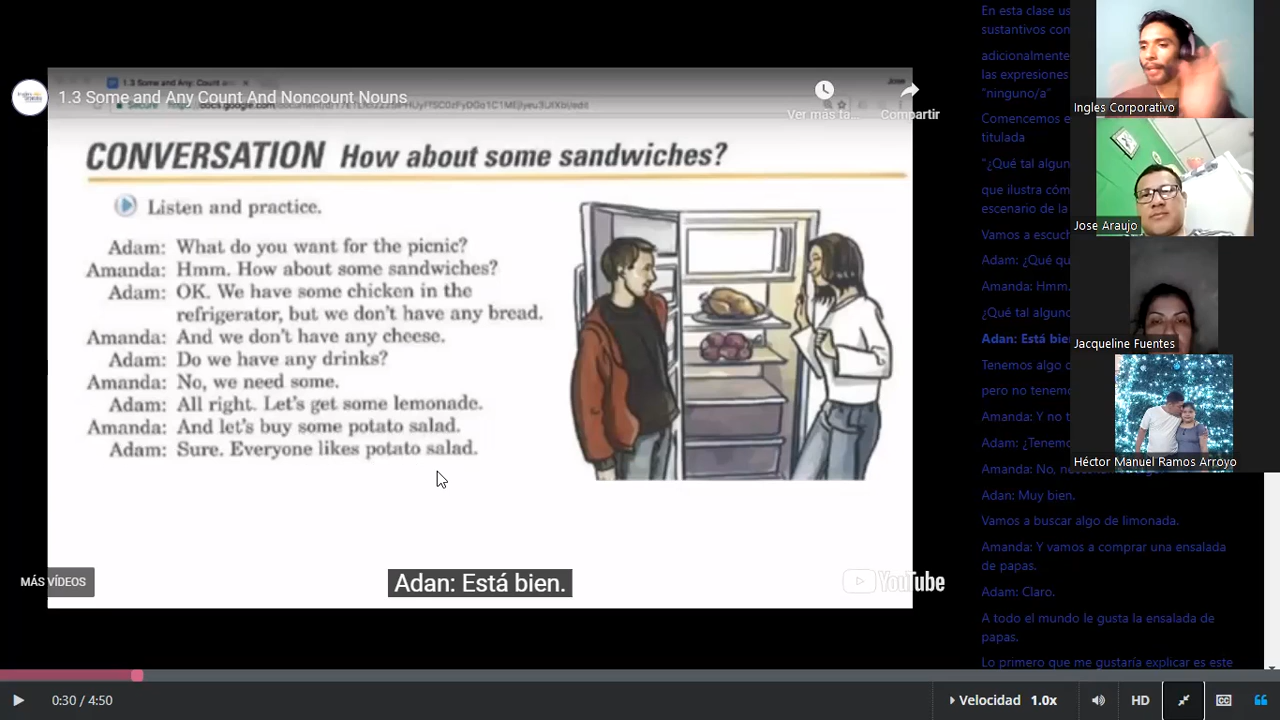 1.3 Some and Any Count And Noncount Nouns
Ver más ta...
Compartir
CONVERSATION How about some sandwiches?
Listen and practice.
Adam: What do you want for the picnic?
Amanda: Hmm. How about some sandwiches?
Adam: OK. We have some chicken in the
refrigerator, but we don't have any bread.
Amanda: And we don't have any cheese.
Adam: Do we have any drinks?
Amanda: No, we need some.
Adam: All right. Let's get some lemonade.
Amanda: And let's buy some potato salad.
Adam: Sure. Everyone likes potato salad.
MÁS VÍDEOS
Adan: Está bien.
YouTube
En esta clase us
sustantivos con
adicionalmente
las expresiones
"ninguno/a"
Comencemos e
titulada
"¿Qué tal algun
que ilustra cóm
escenario de la
Vamos a escuch
Adam: ¿Qué qu
Amanda: Hmm.
¿Qué tal alguno
Adan: Está bie
Tenemos algo d
pero no tenemo
Amanda: Y no t
Adam: ¿Tenemo
Amanda: No, ne
Adan: Muy bien.
Vamos a buscar algo de limonada.
Amanda: Y vamos a comprar una ensalada
de papas.
Adam: Claro.
A todo el mundo le gusta la ensalada de
papas.
Lo primero que me gustaría explicar es este
Ingles Corporativo
Jose Araujo
Jacqueline Fuentes
Héctor Manuel Ramos Arroyo
0:30 / 4:50
Velocidad 1.0x
HD
CC